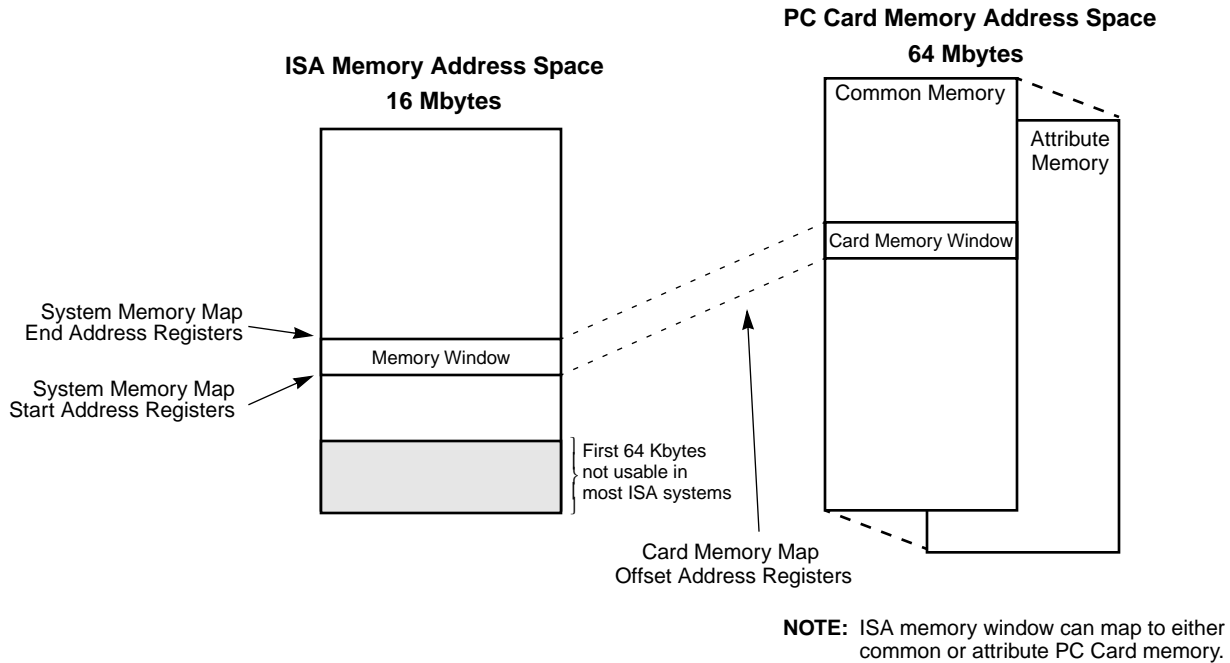 PC Card Memory Address Space
64 Mbytes
ISA Memory Address Space
16 Mbytes
Common Memory
Attribute
Memory
Card Memory Window
System Memory Map
End Address Registers
Memory Window
System Memory Map
Start Address Registers
First 64 Kbytes
not usable in
most ISA systems
Card Memory Map
Offset Address Registers
NOTE: ISA memory window can map to either
common or attribute PC Card memory.